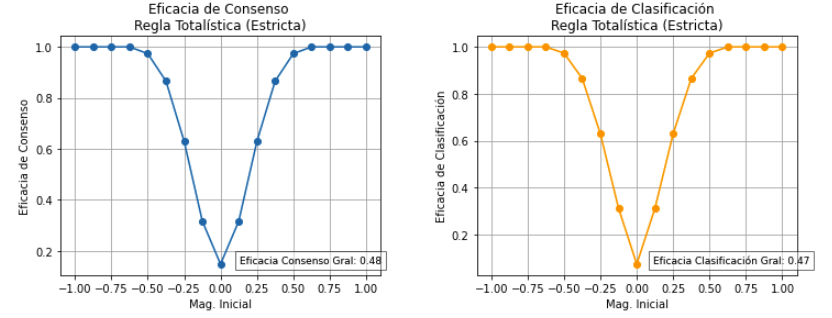 Eficacia de Consenso
Regla Totalística (Estricta)
1.0
0.8
0.6
0.4
0.2
Eficacia de Consenso
Eficacia Consenso Gral: 0.48
−1.00 −0.75 −0.50 −0.25 0.00 0.25 0.50 0.75 1.00
Mag. Inicial
Eficacia de Clasificación
Regla Totalística (Estricta)
1.0
0.8
0.6
0.4
0.2
Eficacia de Clasificación
Eficacia Clasificación Gral: 0.47
−1.00 −0.75 −0.50 −0.25 0.00 0.25 0.50 0.75 1.00
Mag. Inicial